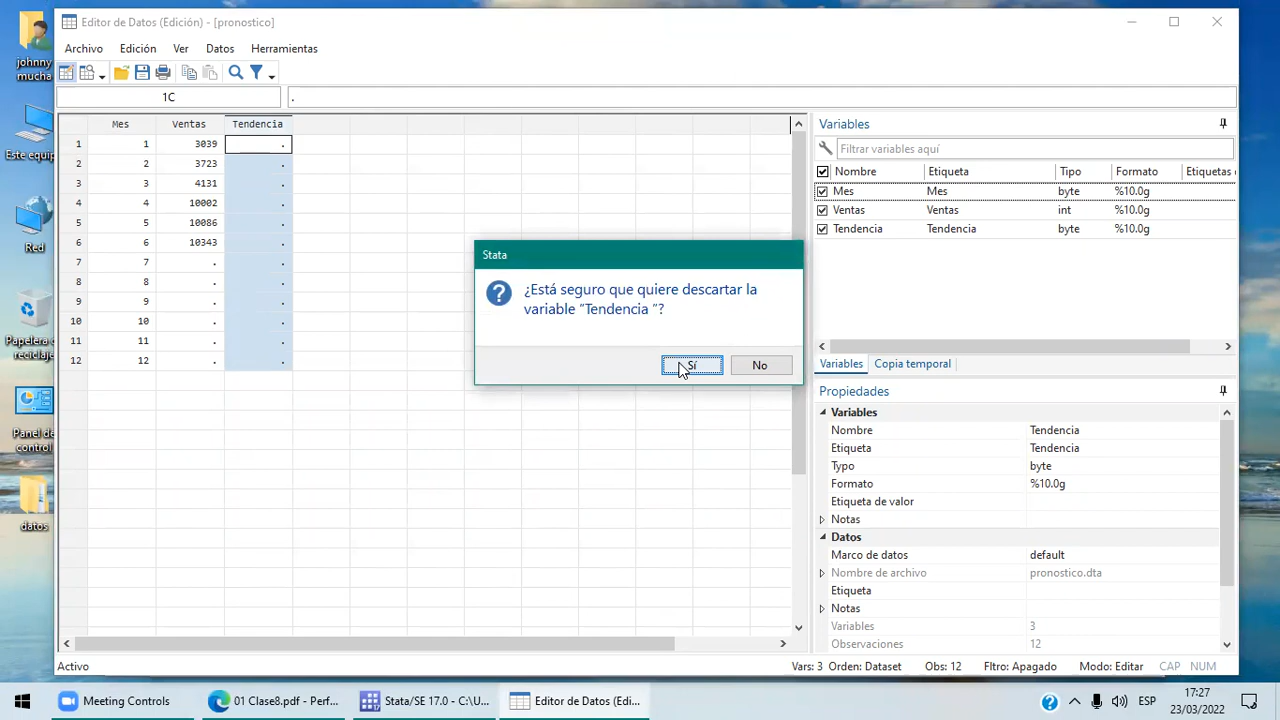 johnny
mucha
Este equip
Red
Papelera de
reciclaje
Panel de
control
datos
Editor de Datos (Edición) - [pronostico]
Archivo Edición Ver Datos Herramientas
1C .
Mes Ventas Tendencia
1 1 3039 .
2 2 3723 .
3 3 4131 .
4 4 10002 .
5 5 10086 .
6 6 10343 .
7 7 . .
8 8 . .
9 9 . .
10 10 . .
11 11 . .
12 12 . .
Variables
Filtrar variables aquí
Nombre Etiqueta Tipo Formato Etiquetas
Mes Mes byte %10.0g
Ventas Ventas int %10.0g
Tendencia Tendencia byte %10.0g
Stata
¿Está seguro que quiere descartar la
variable "Tendencia "?
Sí No
Variables Copia temporal
Propiedades
Variables
Nombre Tendencia
Etiqueta Tendencia
Typo byte
Formato %10.0g
Etiqueta de valor
Notas
Datos
Marco de datos default
Nombre de archivo pronostico.dta
Etiqueta
Notas
Variables 3
Observaciones 12
Activo Vars: 3 Orden: Dataset Obs: 12 Fltro: Apagado Modo: Editar CAP NUM
Meeting Controls 01 Clase8.pdf - Perf... Stata/SE 17.0 - C:\U... Editor de Datos (Edi... ESP 17:27
23/03/2022